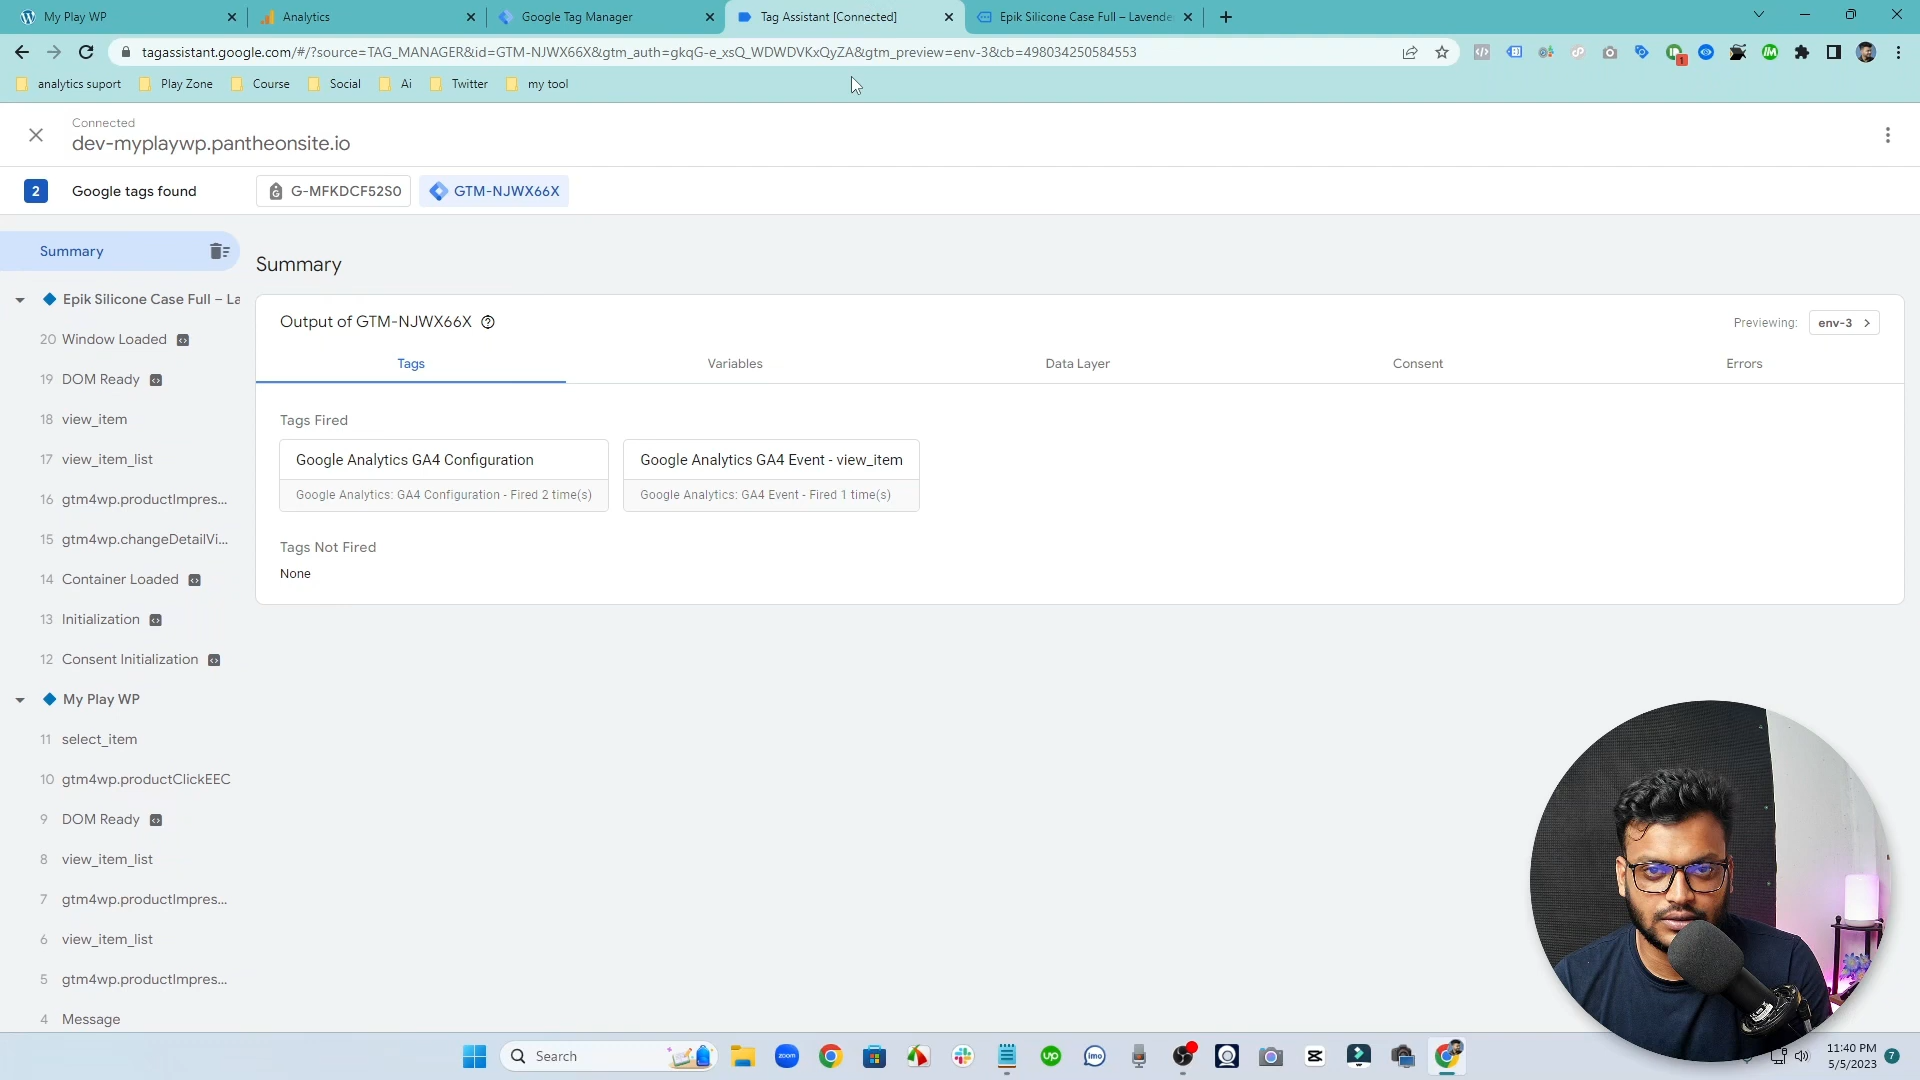 My Play WP
Analytics
Google Tag Manager
Tag Assistant [Connected]
Epik Silicone Case Full – Lavende
tagassistant.google.com/#/?source=TAG_MANAGER&id=GTM-NJWX66X&gtm_auth=gkqG-e_xsQ_WDWDVKxQyZA&gtm_preview=env-3&cb=498034250584553
analytics suport
Play Zone
Course
Social
Ai
Twitter
my tool
Connected
dev-myplaywp.pantheonsite.io
2 Google tags found
G-MFKDCF52S0
GTM-NJWX66X
Summary
Epik Silicone Case Full – La
20 Window Loaded
19 DOM Ready
18 view_item
17 view_item_list
16 gtm4wp.productImpres...
15 gtm4wp.changeDetailVi...
14 Container Loaded
13 Initialization
12 Consent Initialization
My Play WP
11 select_item
10 gtm4wp.productClickEEC
9 DOM Ready
8 view_item_list
7 gtm4wp.productImpres...
6 view_item_list
5 gtm4wp.productImpres...
4 Message
Summary
Output of GTM-NJWX66X
Previewing: env-3
Tags
Variables
Data Layer
Consent
Errors
Tags Fired
Google Analytics GA4 Configuration
Google Analytics: GA4 Configuration - Fired 2 time(s)
Google Analytics GA4 Event - view_item
Google Analytics: GA4 Event - Fired 1 time(s)
Tags Not Fired
None
Search
zoom
up
imo
11:40 PM
5/5/2023
7